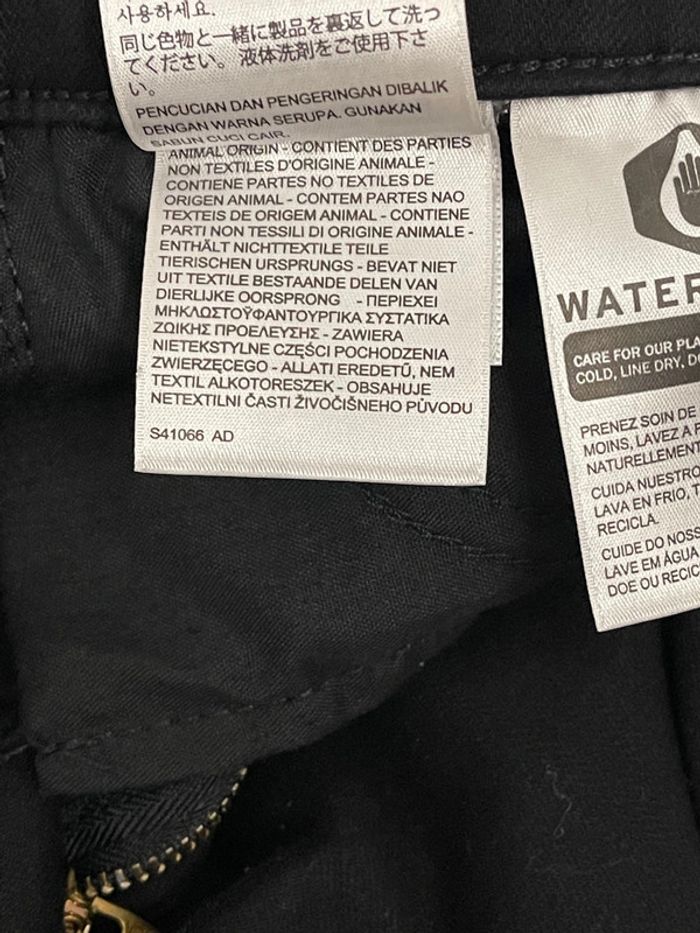 사용하세요.
同じ色物と一緒に製品を裏返して洗っ
てください。液体洗剤をご使用下さ
い。
PENCUCIAN DAN PENGERINGAN DIBALIK
DENGAN WARNA SERUPA. GUNAKAN
SABUN CUCI CAIR.
ANIMAL ORIGIN - CONTIENT DES PARTIES
NON TEXTILES D'ORIGINE ANIMALE -
CONTIENE PARTES NO TEXTILES DE
ORIGEN ANIMAL - CONTEM PARTES NAO
TEXTEIS DE ORIGEM ANIMAL - CONTIENE
PARTI NON TESSILI DI ORIGINE ANIMALE -
ENTHÄLT NICHTTEXTILE TEILE
TIERISCHEN URSPRUNGS - BEVAT NIET
UIT TEXTILE BESTAANDE DELEN VAN
DIERLIJKE OORSPRONG - ΠΕΡΙΕΧΕΙ
ΜΗΚΛΩΣΤΟΫΦΑΝΤΟΥΡΓΙΚΑ ΣΥΣΤΑΤΙΚΑ
ΖΩΙΚΗΣ ΠΡΟΕΛΕΥΣΗΣ - ZAWIERA
NIETEKSTYLNE CZĘŚCI POCHODZENIA
ZWIERZĘCEGO - ALLATI EREDETŰ, NEM
TEXTIL ALKOTORESZEK - OBSAHUJE
NETEXTILNÍ ČASTI ŽIVOČIŠNEHO PŮVODU
S41066 AD
WATER
CARE FOR OUR PLA
COLD, LINE DRY, D
PRENEZ SOIN DE
MOINS, LAVEZ À F
NATURELLEMENT
CUIDA NUESTRO
LAVA EN FRIO, T
RECICLA.
CUIDE DO NOSS
LAVE EM ÁGUA
DOE OU RECIC